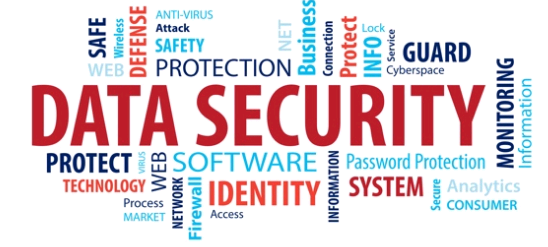 SAFE
Wireless
WEB
DEFENSE
ANTI-VIRUS
Attack
SAFETY
PROTECTION
NET
Business
Connection
Protect
INFO
Lock
Service
GUARD
Cyberspace
MONITORING
Information
DATA SECURITY
PROTECT
VIRUS
WEB
SOFTWARE
INFORMATION
Password Protection
TECHNOLOGY
Process
MARKET
NETWORK
Firewall
IDENTITY
Access
SYSTEM
Secure
Analytics
CONSUMER